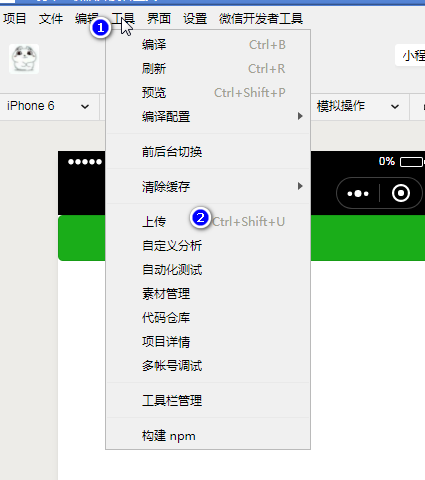 项目 文件 编辑 工具 界面 设置 微信开发者工具
1
小程
iPhone 6 模拟操作
编译 Ctrl+B
刷新 Ctrl+R
预览 Ctrl+Shift+P
编译配置
前后台切换
0%
清除缓存
上传 2 Ctrl+Shift+U
自定义分析
自动化测试
素材管理
代码仓库
项目详情
多帐号调试
工具栏管理
构建 npm